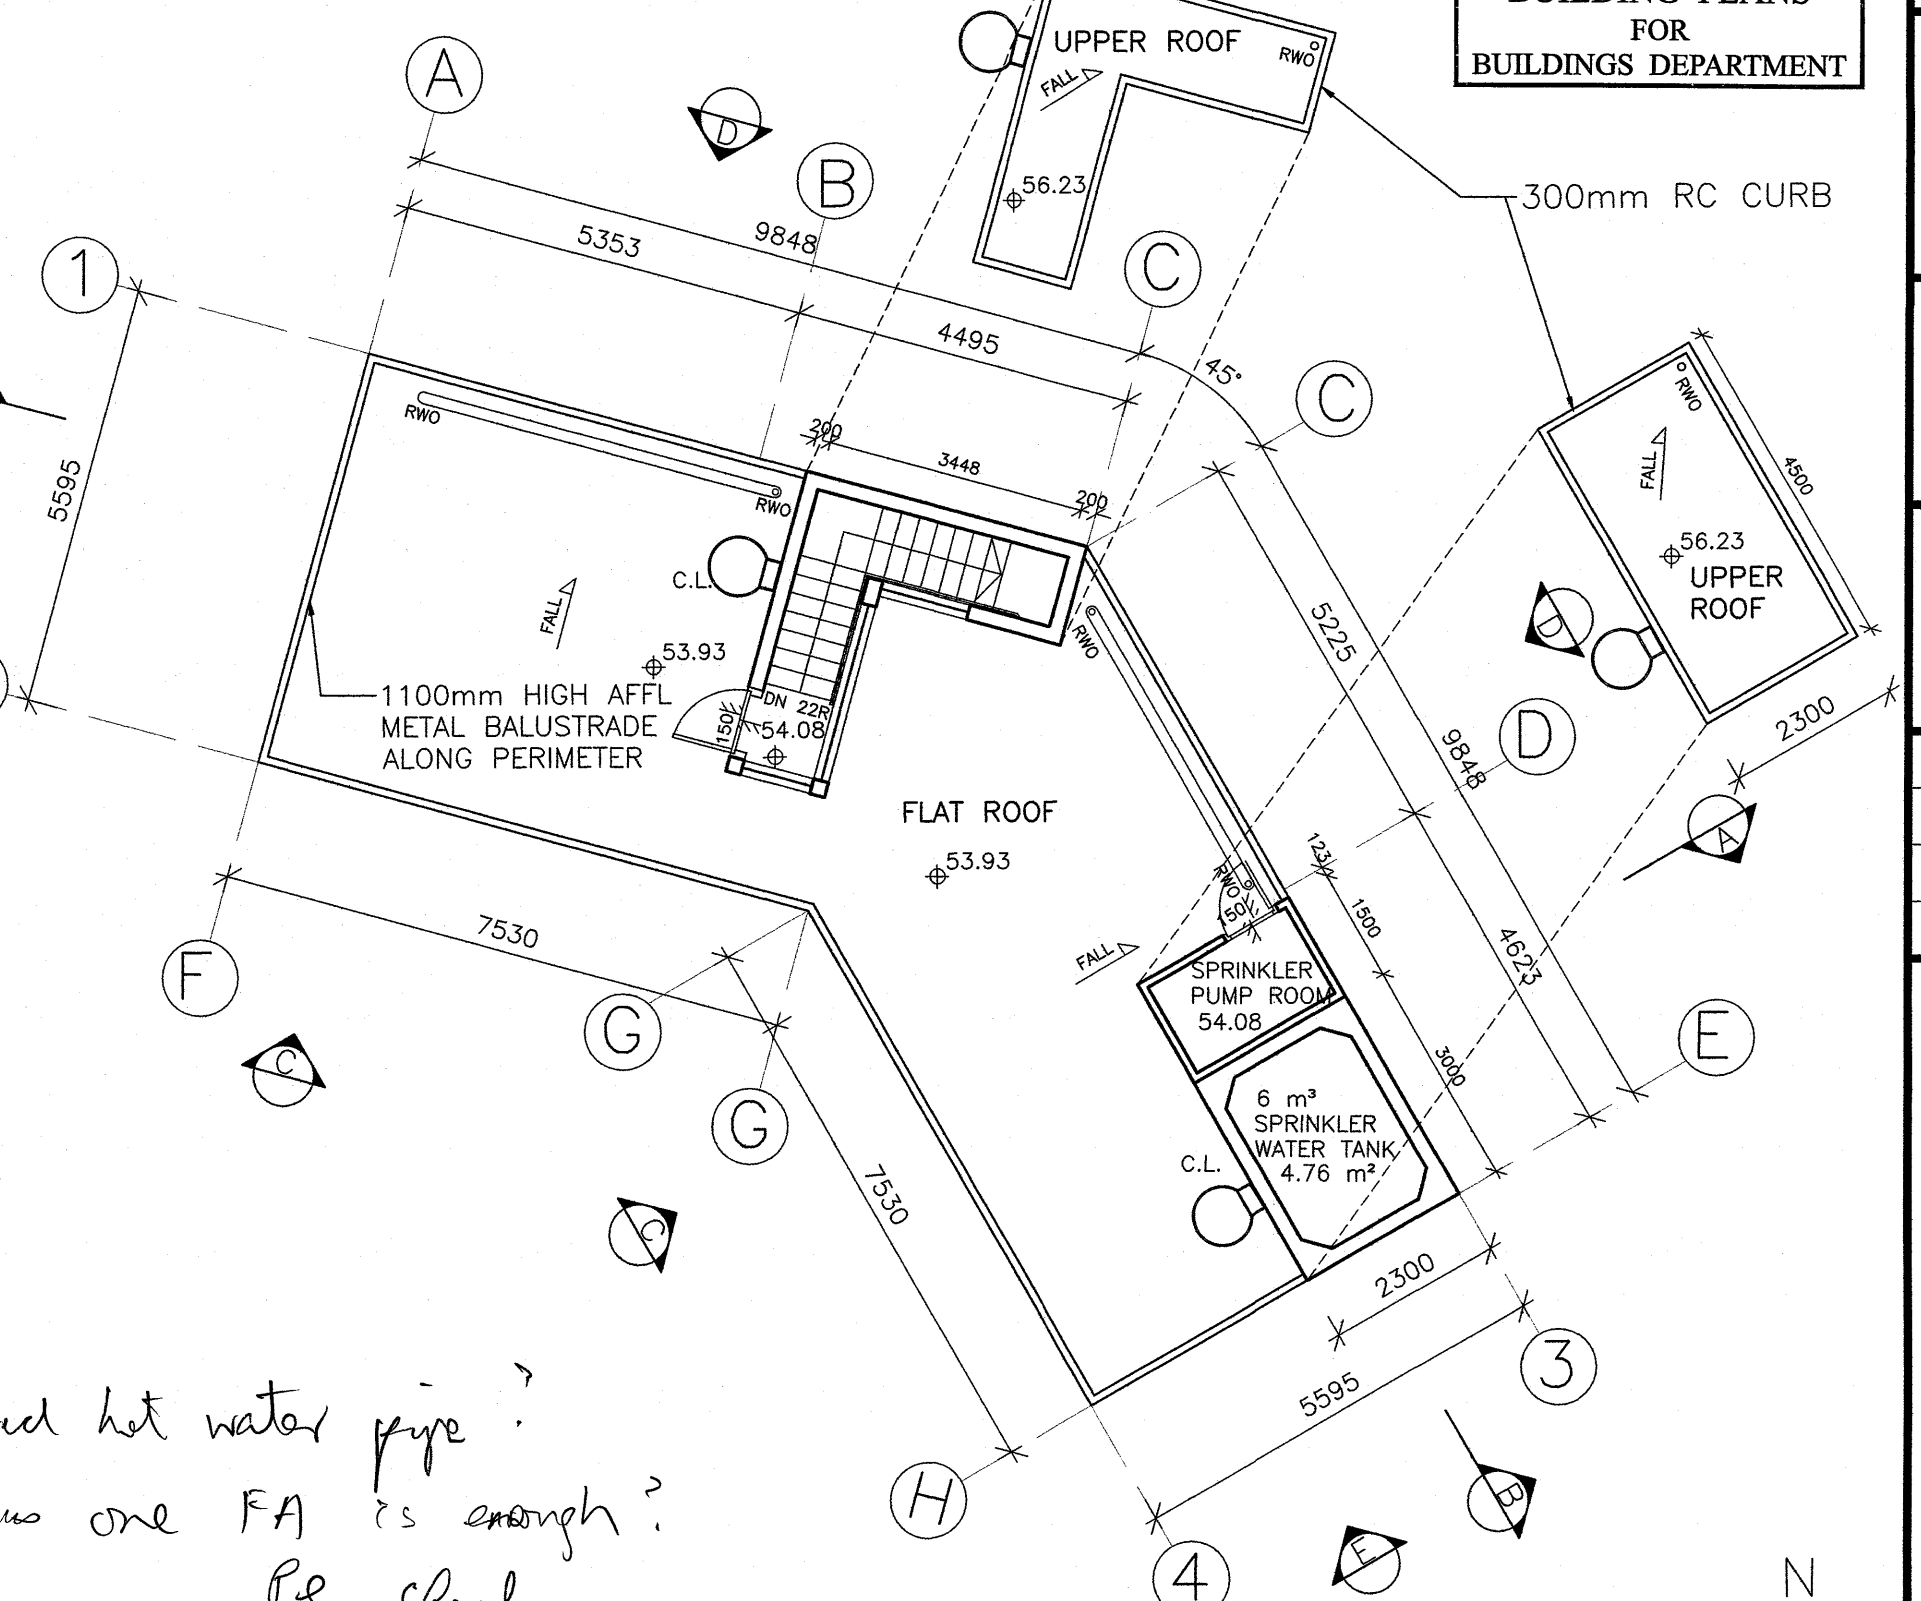 BUILDING PLANS
FOR
BUILDINGS DEPARTMENT
UPPER ROOF
RWO
FALL
56.23
300mm RC CURB
A
D
B
C
1
5353
9848
4495
45°
C
5595
RWO
RWO
200
3448
200
C.L.
FALL
53.93
1100mm HIGH AFFL
METAL BALUSTRADE
ALONG PERIMETER
DN 22R
150
54.08
RWO
FLAT ROOF
53.93
5225
9848
D
RWO
4500
FALL
56.23
UPPER
ROOF
D
2300
A
RWO
150
123
1500
4623
3000
FALL
SPRINKLER
PUMP ROOM
54.08
6 m³
SPRINKLER
WATER TANK
4.76 m²
C.L.
E
7530
F
G
G
C
C
7530
2300
5595
3
H
4
B
E
N
hot water pipe?
one FA is enough?